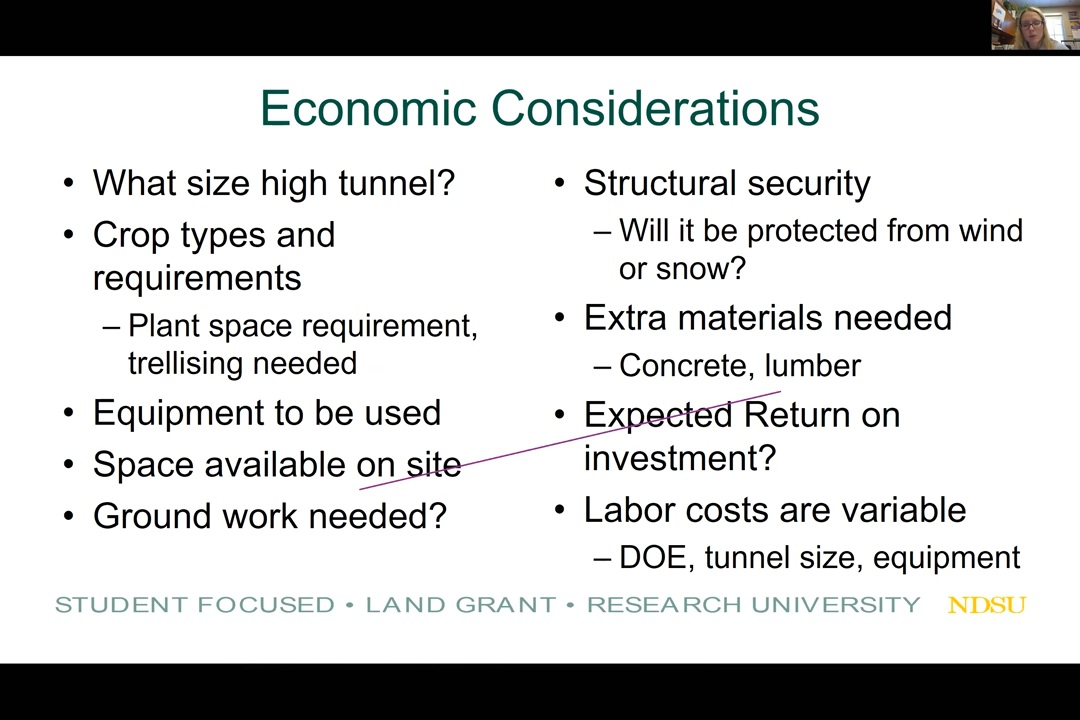 Economic Considerations
• What size high tunnel?
• Crop types and
requirements
– Plant space requirement,
trellising needed
• Equipment to be used
• Space available on site
• Ground work needed?
• Structural security
– Will it be protected from wind
or snow?
• Extra materials needed
– Concrete, lumber
• Expected Return on
investment?
• Labor costs are variable
– DOE, tunnel size, equipment
STUDENT FOCUSED • LAND GRANT • RESEARCH UNIVERSITY NDSU